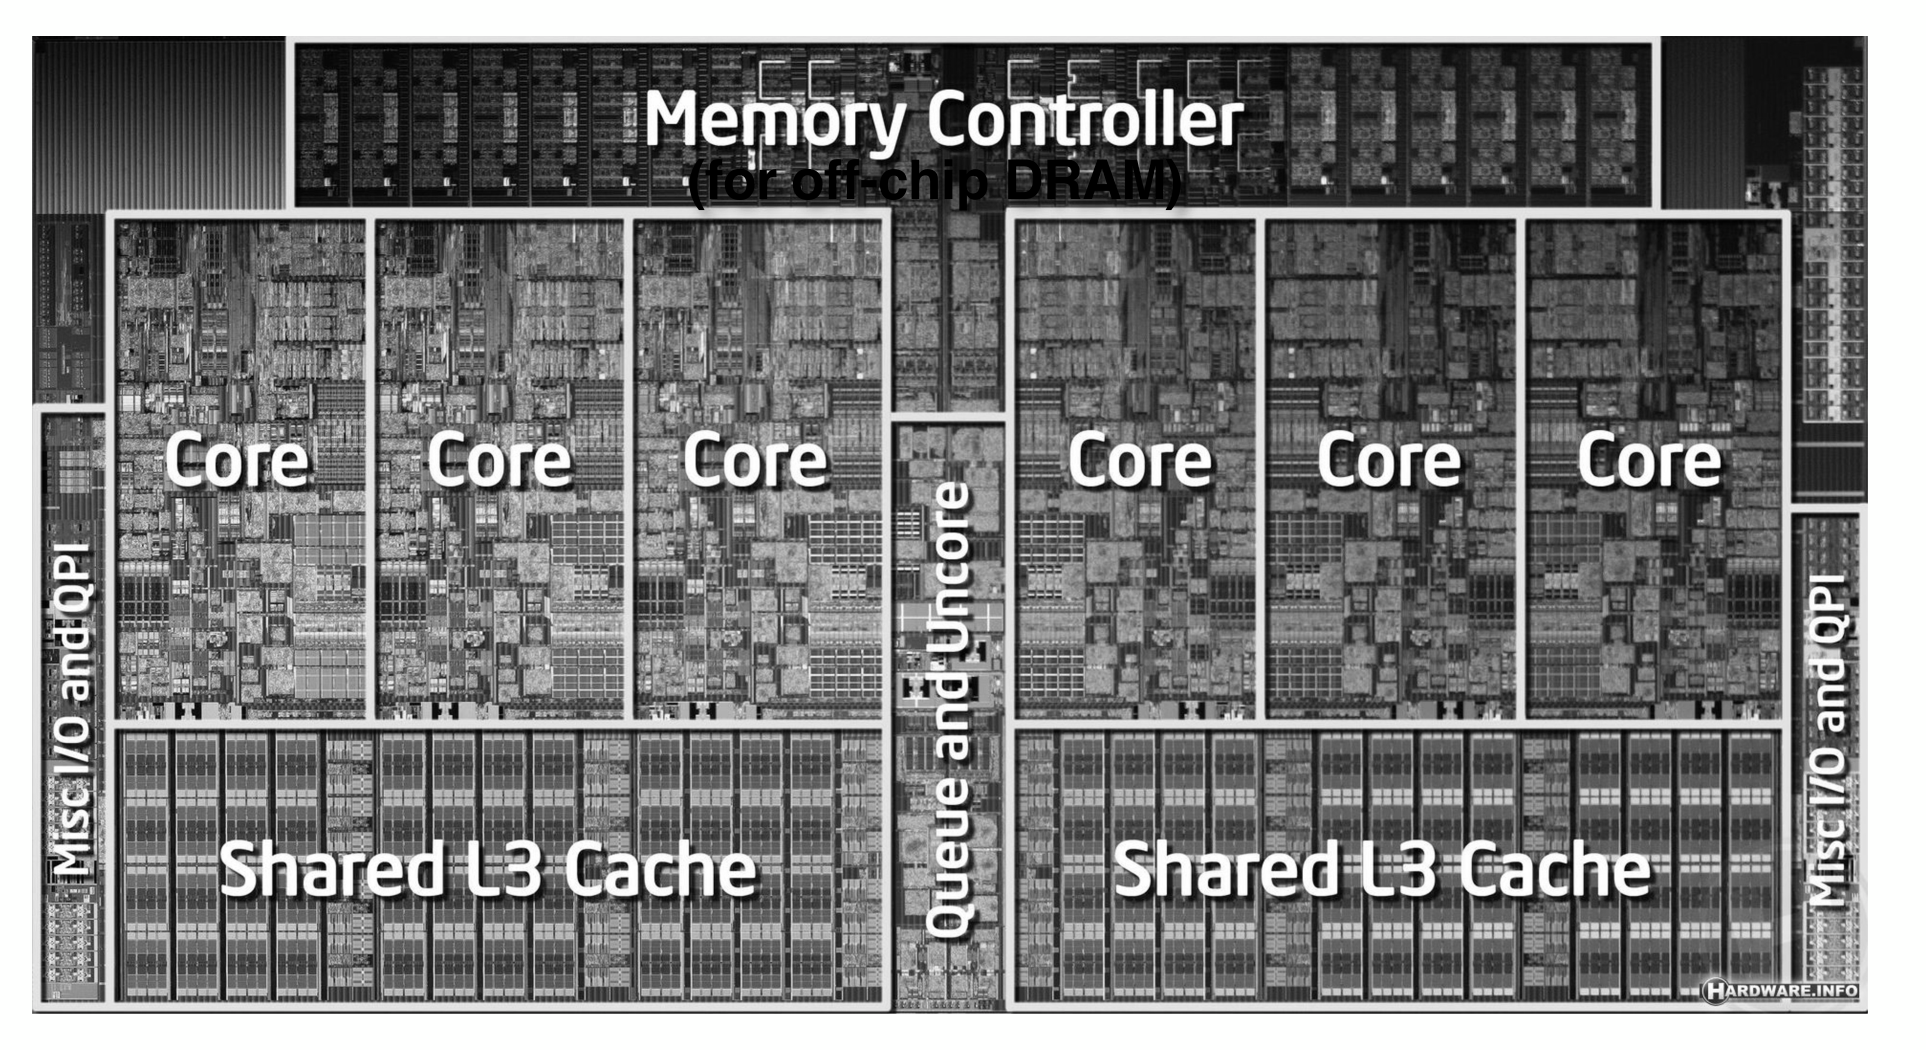 Memory Controller
(for off-chip DRAM)
Core
Core
Core
Core
Core
Core
Misc I/O and QPI
Queue and Uncore
Misc I/O and QPI
Shared L3 Cache
Shared L3 Cache
HARDWARE.INFO